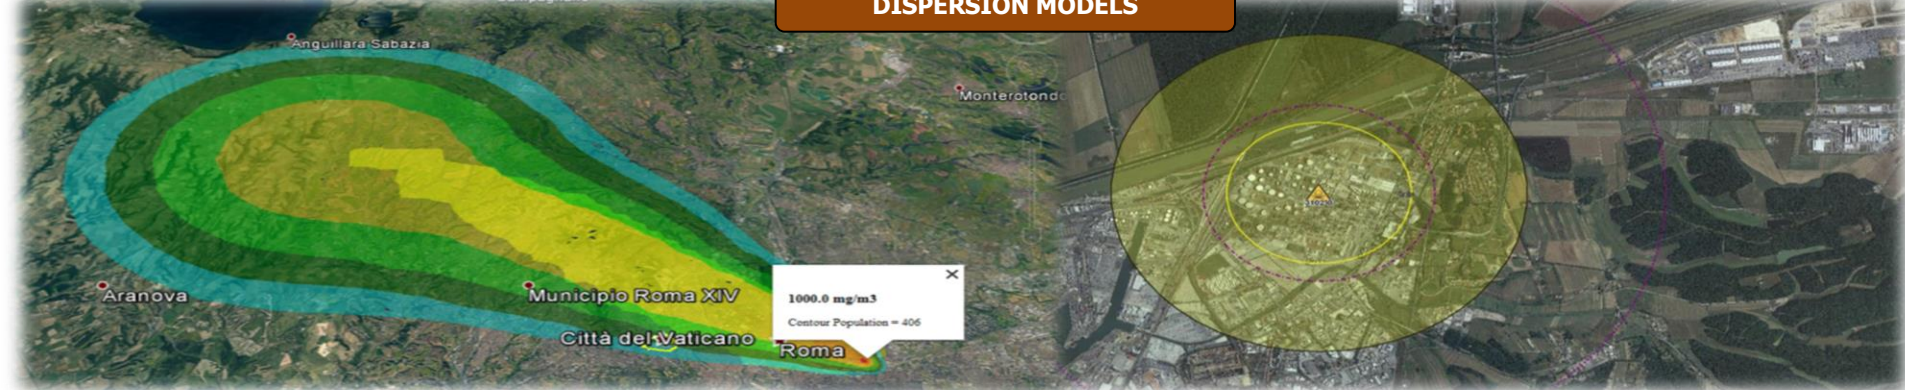 DISPERSION MODELS
Anguillara Sabazia
Monterotondo
Aranova
Municipio Roma XIV
Città del Vaticano
Roma
1000.0 mg/m3
Contour Population = 406